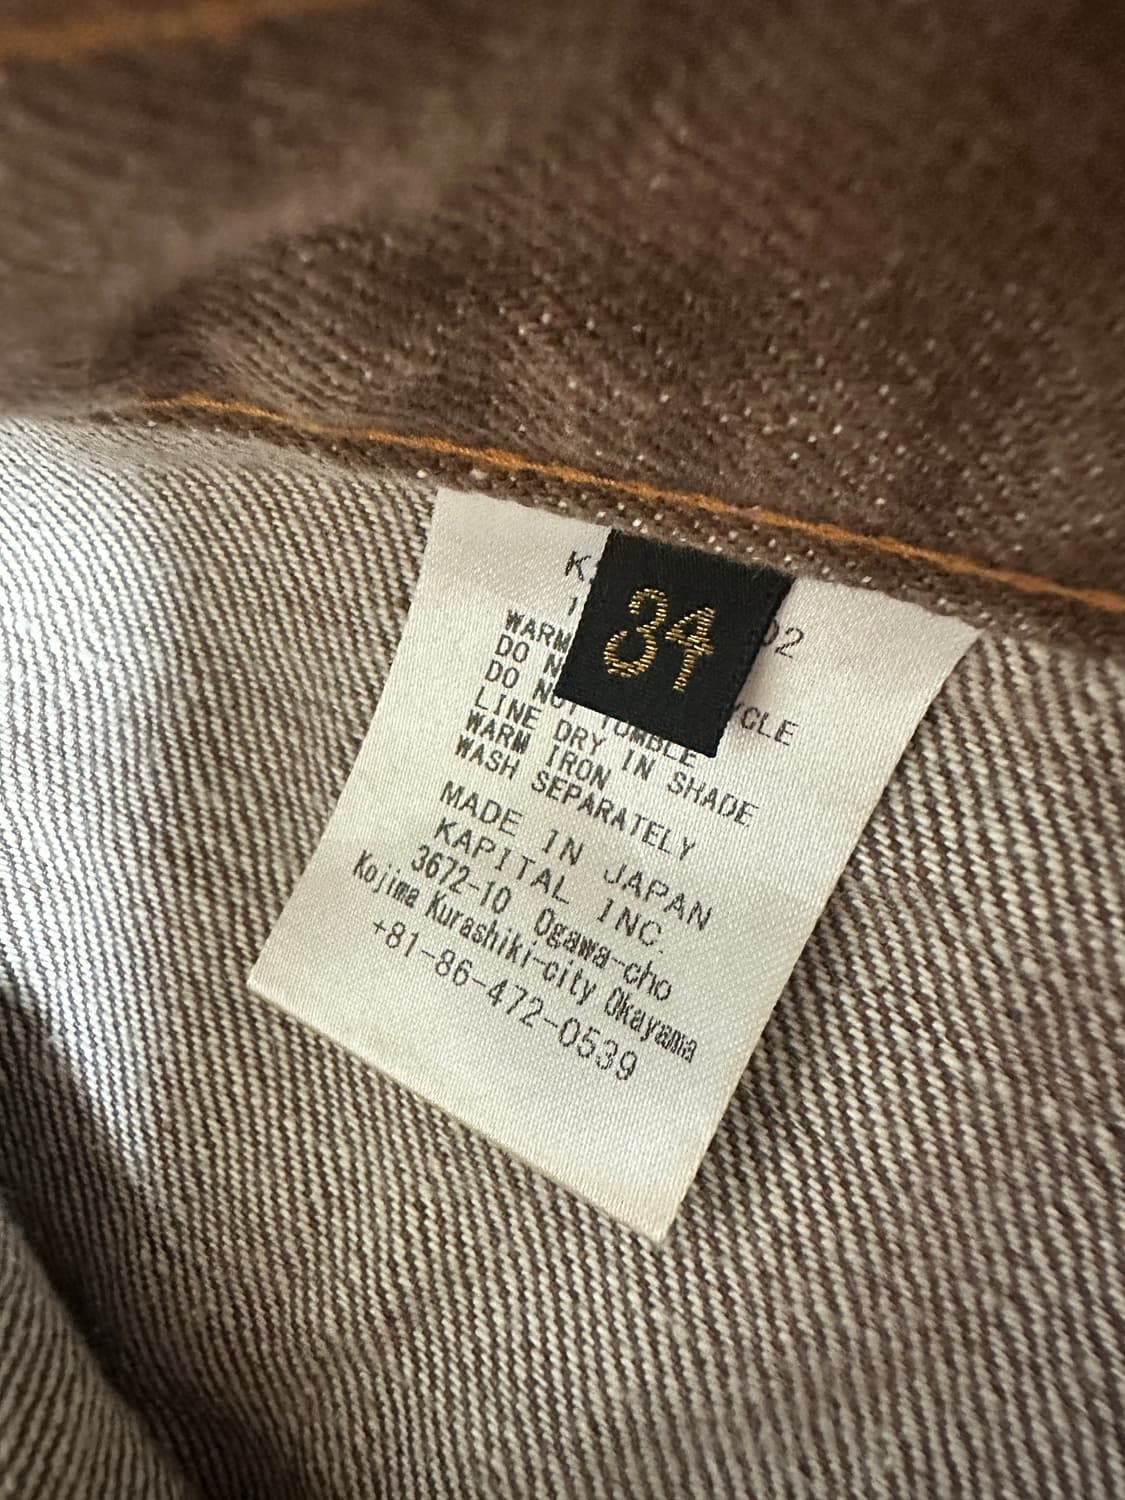 34
02
WARM
DO
DO NOT TUMBLE
LINE DRY IN SHADE
WARM IRON
WASH SEPARATELY
MADE IN JAPAN
KAPITAL INC.
3672-10 Ogawa-cho
Kojima Kurashiki-city Okayama
+81-86-472-0539